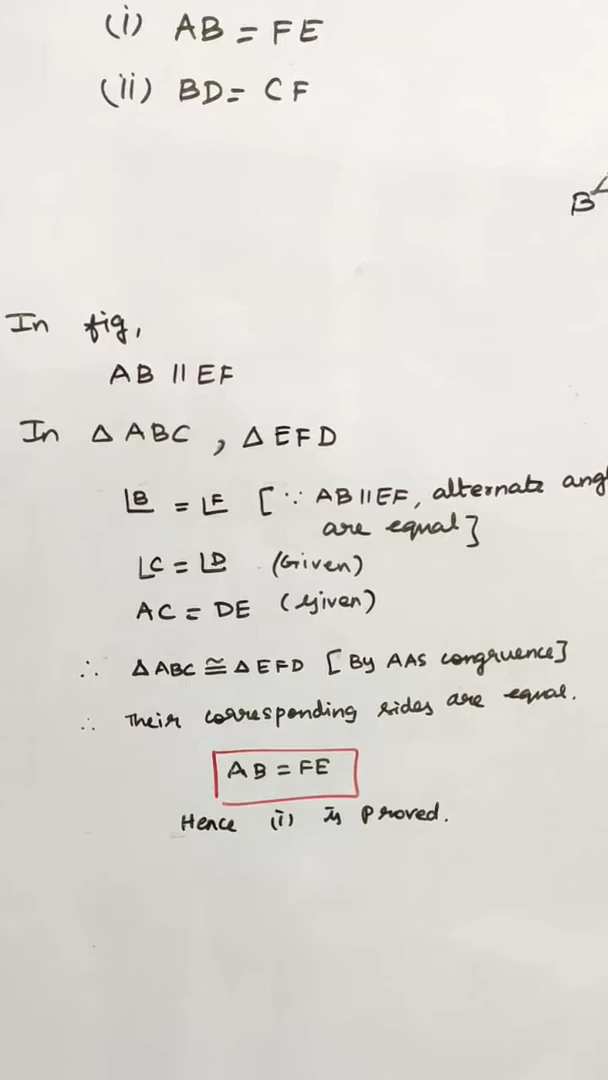 (i) AB = FE
(ii) BD = CF
B
In fig,
AB || EF
In △ ABC , △ EFD
∠B = ∠F [∵ AB || EF, alternate ang
are equal]
∠C = ∠D (Given)
AC = DE (Given)
∴ △ABC ≅ △EFD [By AAS congruence]
∴ Their corresponding sides are equal.
AB = FE
Hence (i) is proved.